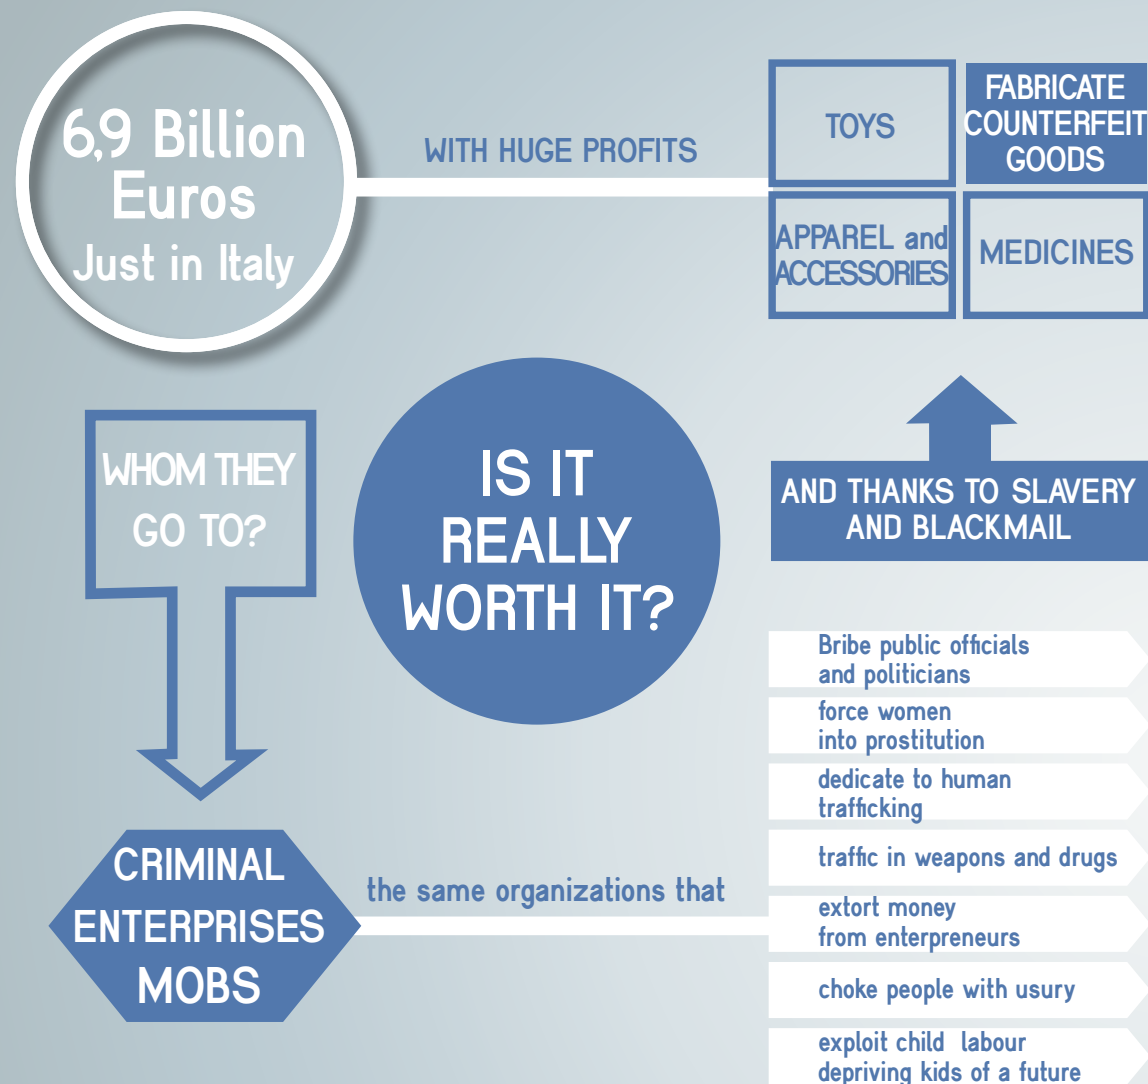 6,9 Billion
Euros
Just in Italy
WITH HUGE PROFITS
TOYS
FABRICATE
COUNTERFEIT
GOODS
APPAREL and
ACCESSORIES
MEDICINES
WHOM THEY
GO TO?
IS IT
REALLY
WORTH IT?
AND THANKS TO SLAVERY
AND BLACKMAIL
CRIMINAL
ENTERPRISES
MOBS
the same organizations that
Bribe public officials
and politicians
force women
into prostitution
dedicate to human
trafficking
traffic in weapons and drugs
extort money
from enterpreneurs
choke people with usury
exploit child labour
depriving kids of a future